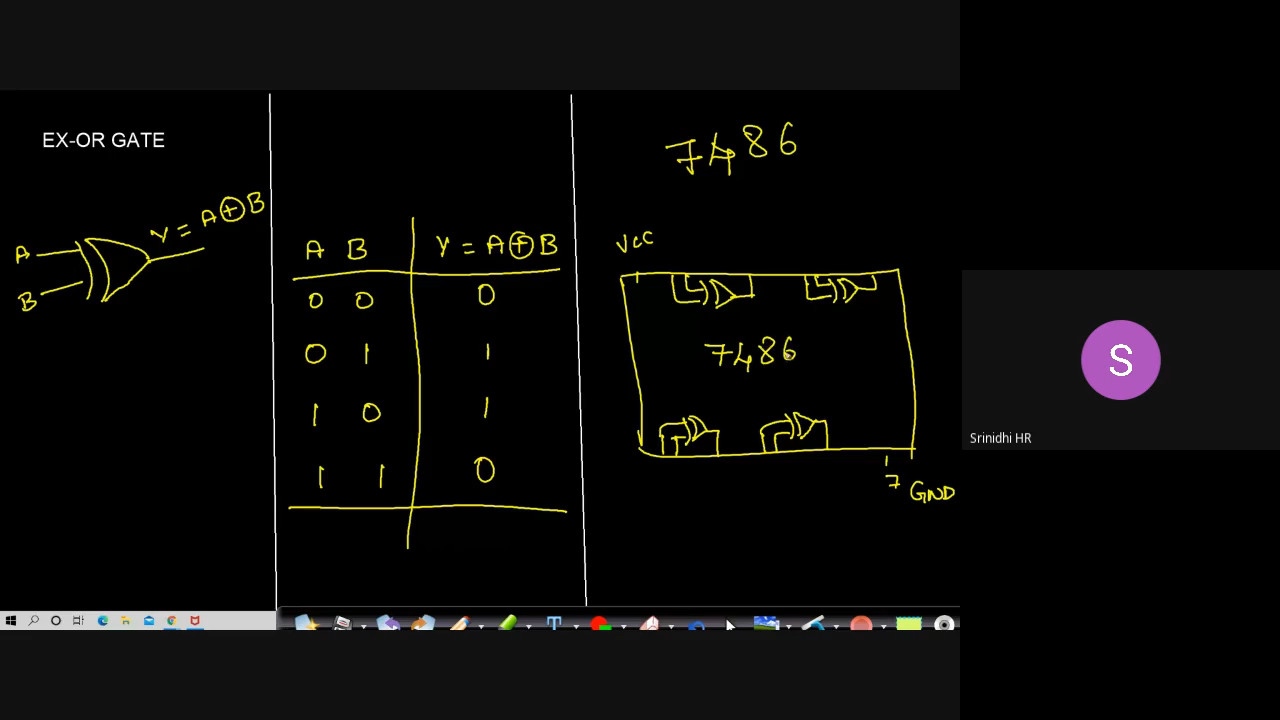 EX-OR GATE
A
B
Y = A ⊕ B
A B Y = A ⊕ B
0 0 0
0 1 1
1 0 1
1 1 0
7486
VCC
7486
7
GND
S
Srinidhi HR